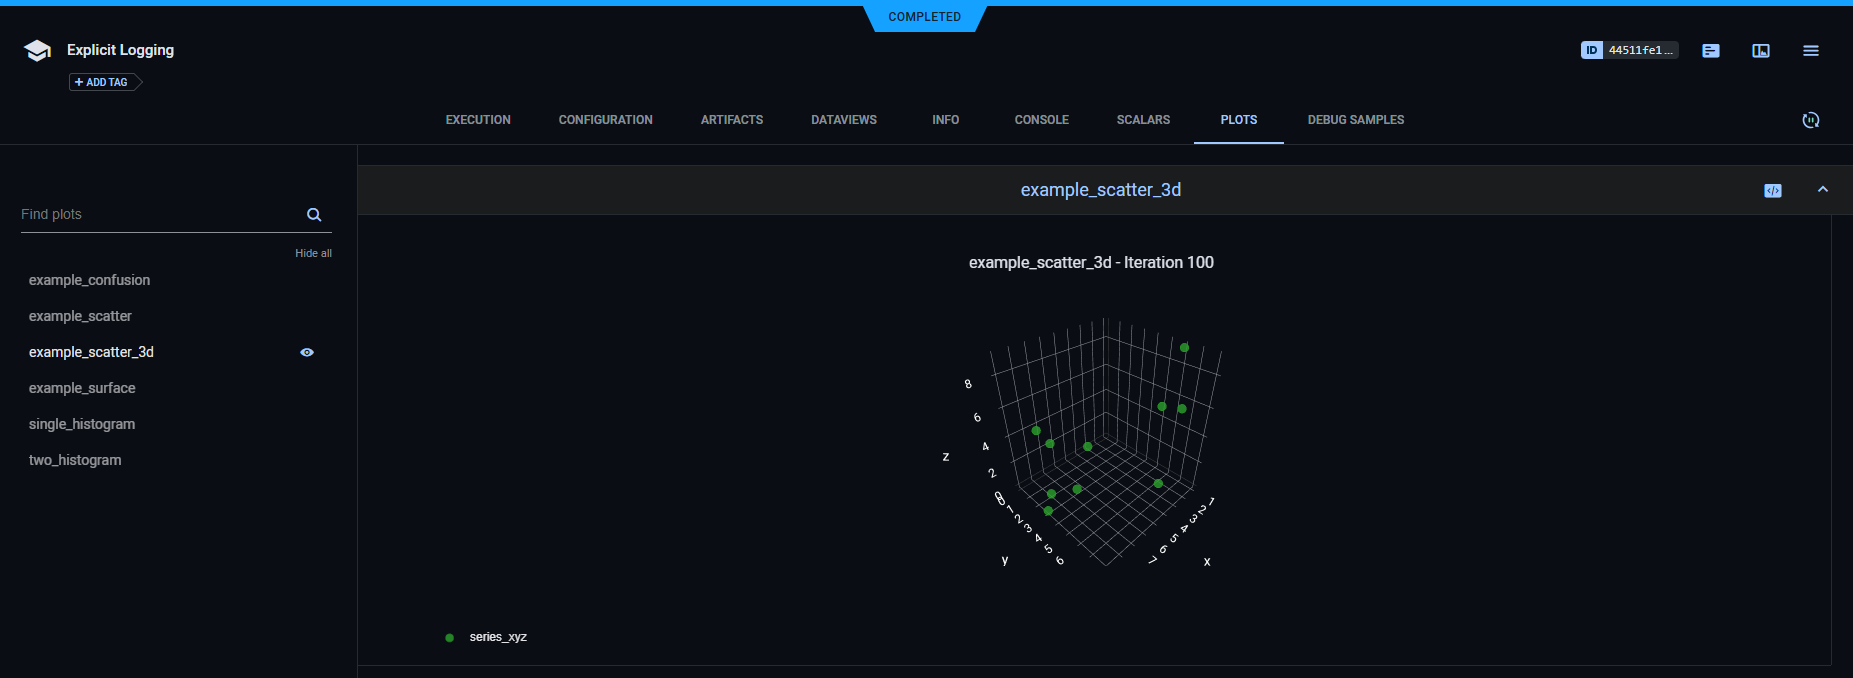 COMPLETED
Explicit Logging
ID 44511fe1 ...
+ ADD TAG
EXECUTION CONFIGURATION ARTIFACTS DATAVIEWS INFO CONSOLE SCALARS PLOTS DEBUG SAMPLES
Find plots
Hide all
example_confusion
example_scatter
example_scatter_3d
example_surface
single_histogram
two_histogram
example_scatter_3d
example_scatter_3d - Iteration 100
8
6
4
2
0
z
0
1
2
3
4
5
6
y
1
2
3
4
5
6
7
x
series_xyz